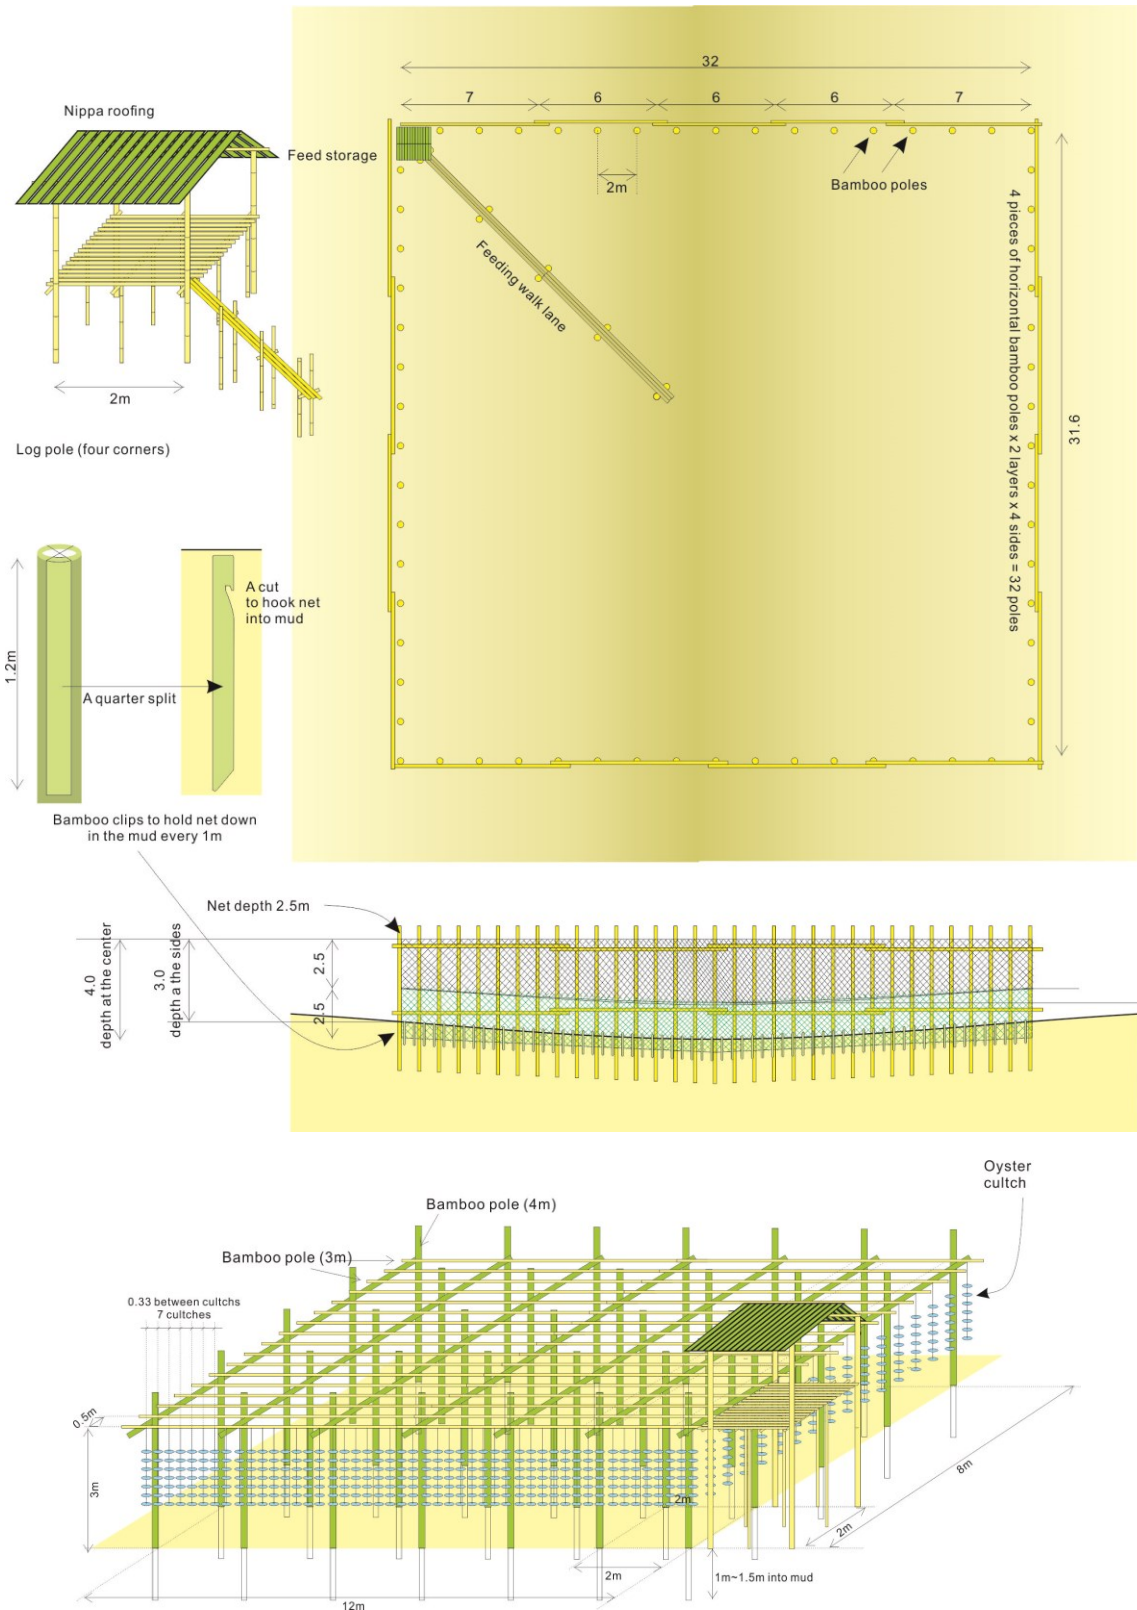 32
7
6
6
6
7
Nippa roofing
Feed storage
2m
Bamboo poles
Feeding walk lane
4 pieces of horizontal bamboo poles x 2 layers x 4 sides = 32 poles
31.6
2m
Log pole (four corners)
1.2m
A cut
to hook net
into mud
A quarter split
Bamboo clips to hold net down
in the mud every 1m
Net depth 2.5m
4.0
depth at the center
3.0
depth a the sides
2.5
2.5
Oyster
cultch
Bamboo pole (4m)
Bamboo pole (3m)
0.33 between cultchs
7 cultches
0.5m
3m
2m
8m
2m
2m
1m~1.5m into mud
12m